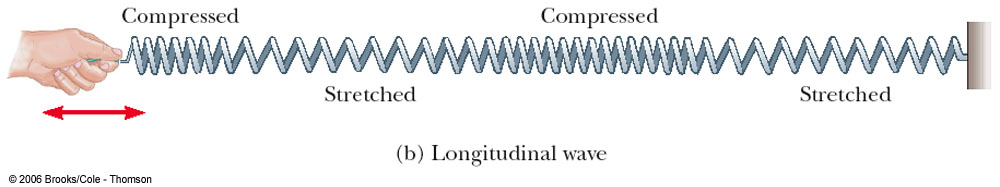 Compressed
Compressed
Stretched
Stretched
(b) Longitudinal wave
© 2006 Brooks/Cole - Thomson